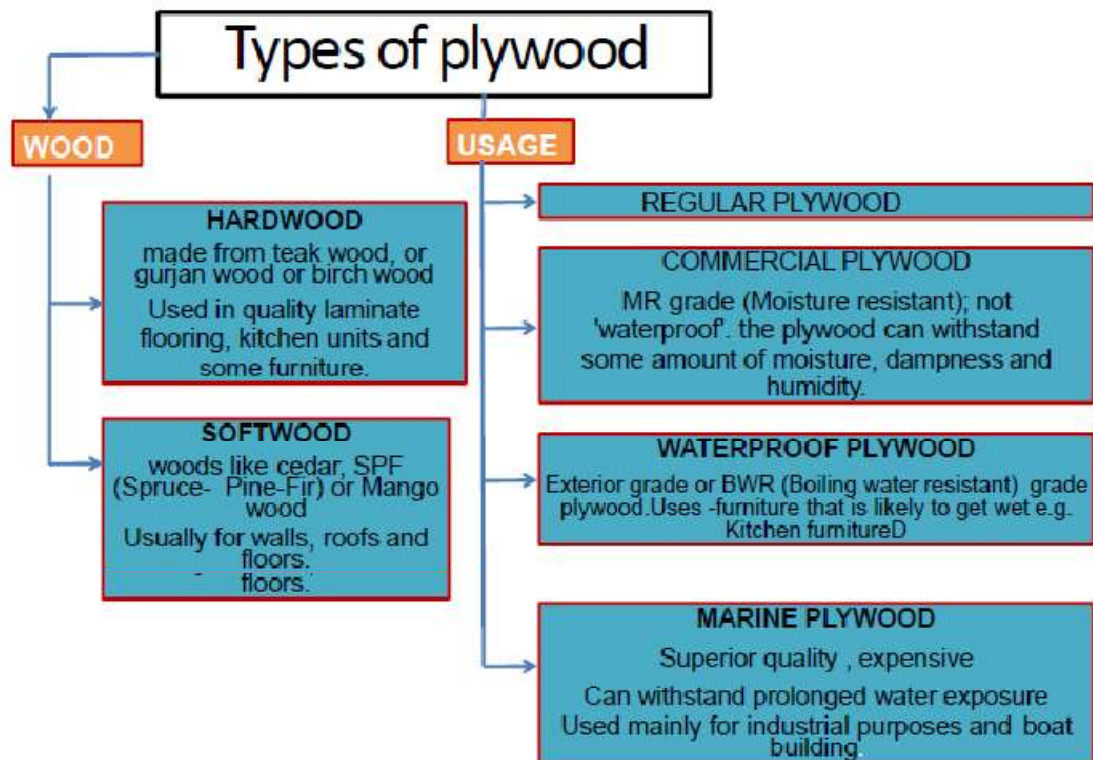 Types of plywood
WOOD
HARDWOOD
made from teak wood, or
gurjan wood or birch wood
Used in quality laminate
flooring, kitchen units and
some furniture.
SOFTWOOD
woods like cedar, SPF
(Spruce- Pine-Fir) or Mango
wood
Usually for walls, roofs and
floors.
floors.
USAGE
REGULAR PLYWOOD
COMMERCIAL PLYWOOD
MR grade (Moisture resistant); not
'waterproof'. the plywood can withstand
some amount of moisture, dampness and
humidity.
WATERPROOF PLYWOOD
Exterior grade or BWR (Boiling water resistant) grade
plywood.Uses -furniture that is likely to get wet e.g.
Kitchen furnitureD
MARINE PLYWOOD
Superior quality , expensive
Can withstand prolonged water exposure
Used mainly for industrial purposes and boat
building.